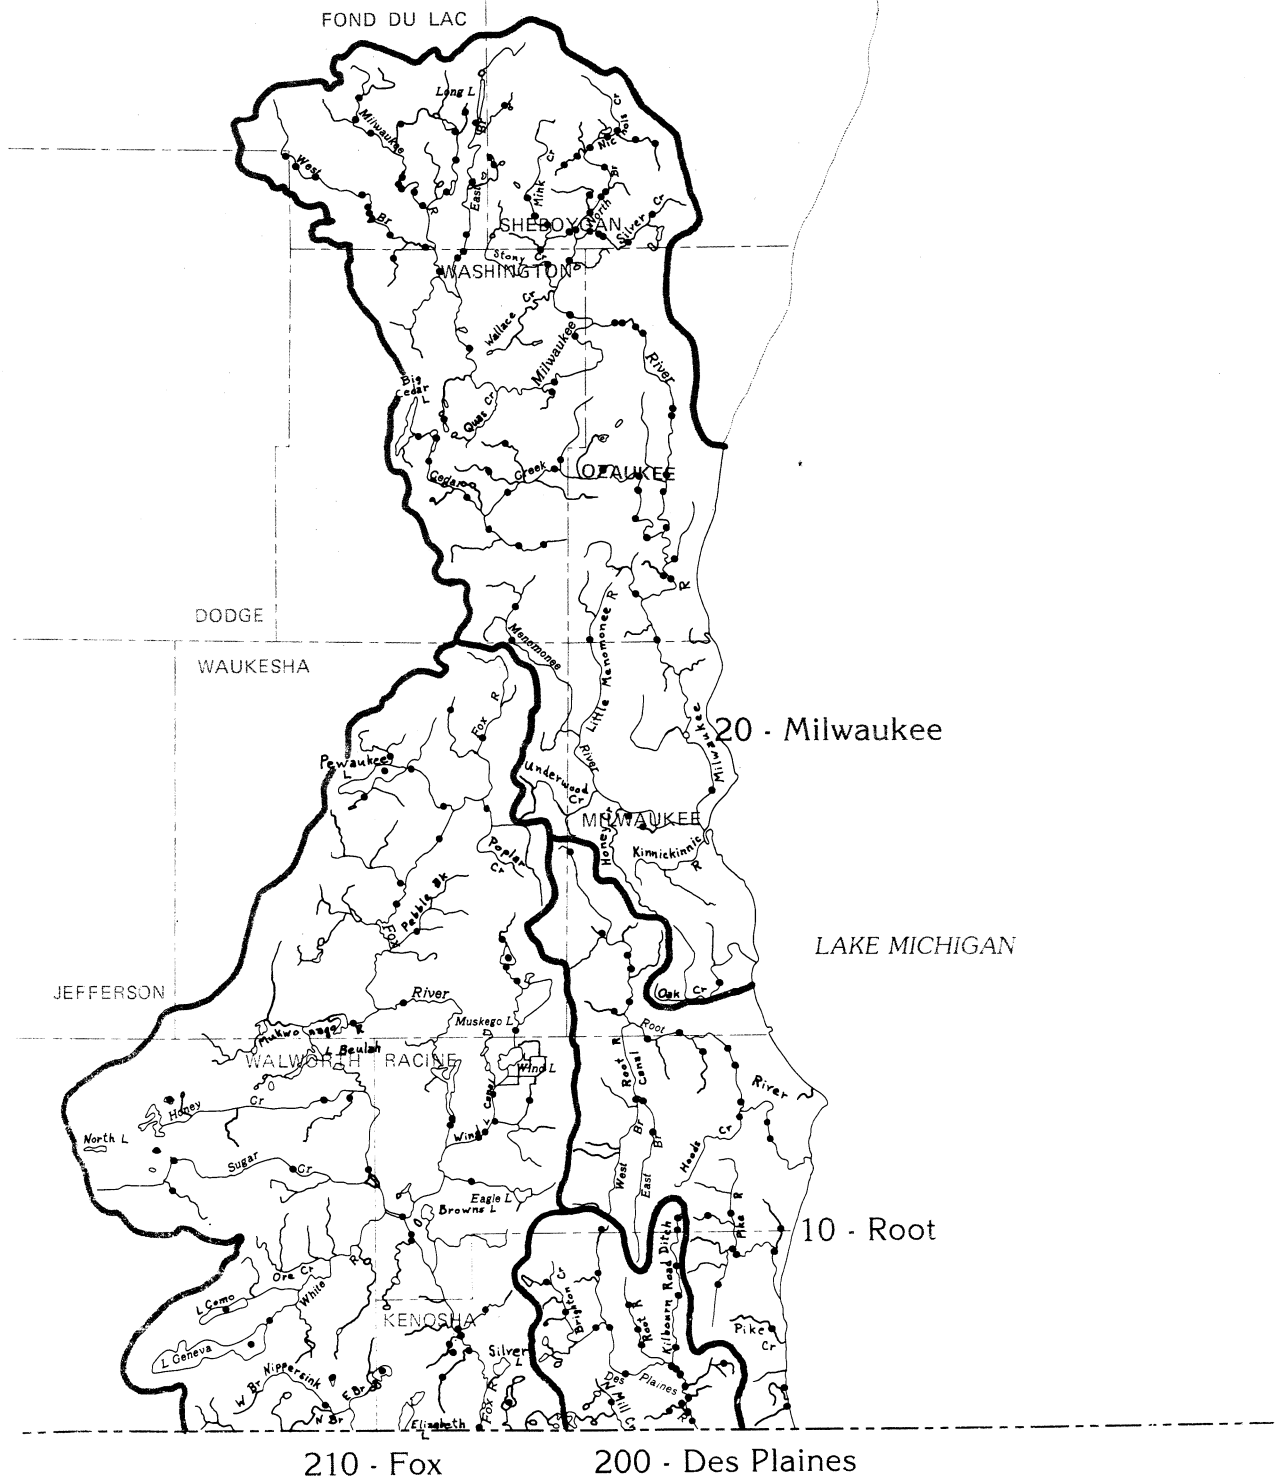 FOND DU LAC
Long L
Milwaukee
R
Br
East
West
Br
Nichols Cr
Mink Cr
North Br
SHEBOYGAN
Silver Cr
Stony Cr
WASHINGTON
Wallace Cr
Milwaukee
River
Big
Cedar
L
Quas Cr
Cedar Creek
OZAUKEE
R
DODGE
Menomonee
Little Menomonee R
WAUKESHA
Fox R
River
Milwaukee
20 - Milwaukee
Pewaukee
L
Underwood
Cr
MILWAUKEE
Honey
Kinnickinnic
R
Poplar
Cr
Pebble Bk
Fox
LAKE MICHIGAN
JEFFERSON
River
Oak Cr
Mukwonago R
Muskego L
Root
L Beulah
WALWORTH
RACINE
Wind L
Root R
Canal
River
Honey Cr
Wind L Canal
North L
Hoods Cr
Sugar Cr
West Br
East Br
Eagle L
Browns L
Pike R
10 - Root
Ore Cr
White
R
L Como
Brighton Cr
Root R
Kilbourn Road Ditch
KENOSHA
Pike
Cr
L Geneva
Silver
L
W Br Nippersink
E Br
N Br
Fox R
Des Plaines
R
N Mill Cr
Elizabeth
L
210 - Fox
200 - Des Plaines